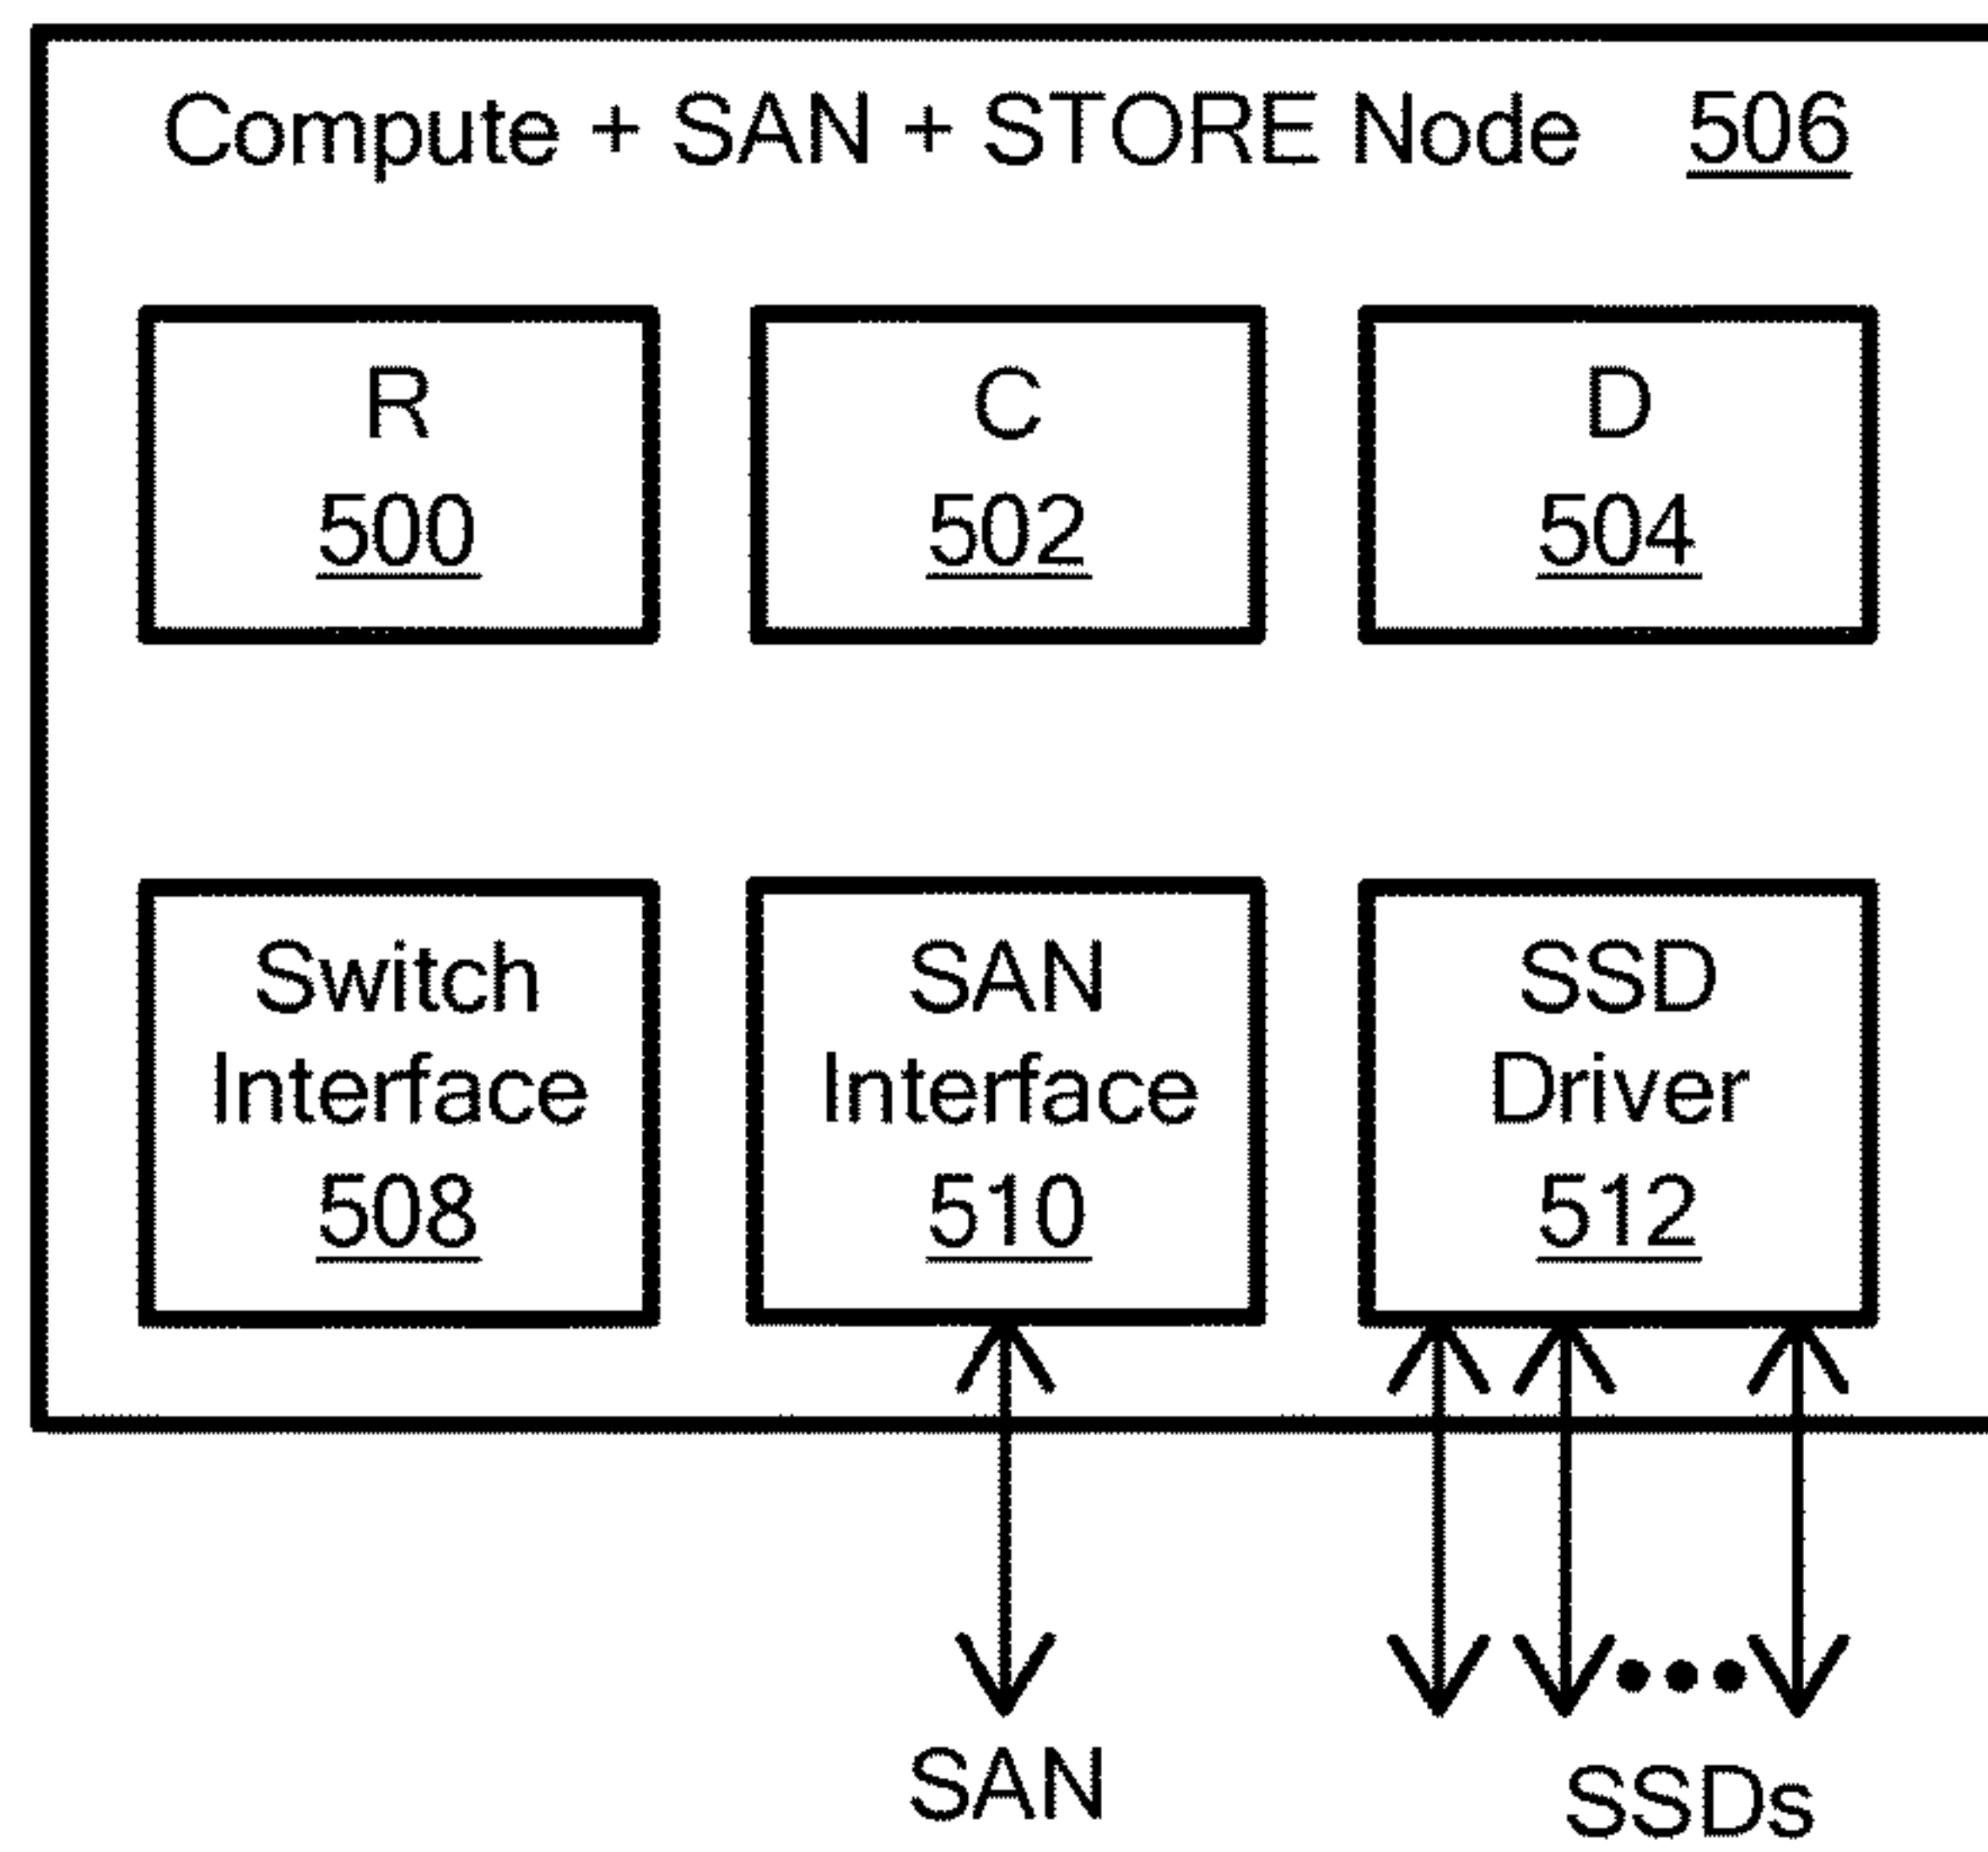 Compute + SAN + STORE Node 506
R
500
C
502
D
504
Switch
Interface
508
SAN
Interface
510
SSD
Driver
512
SAN
SSDs